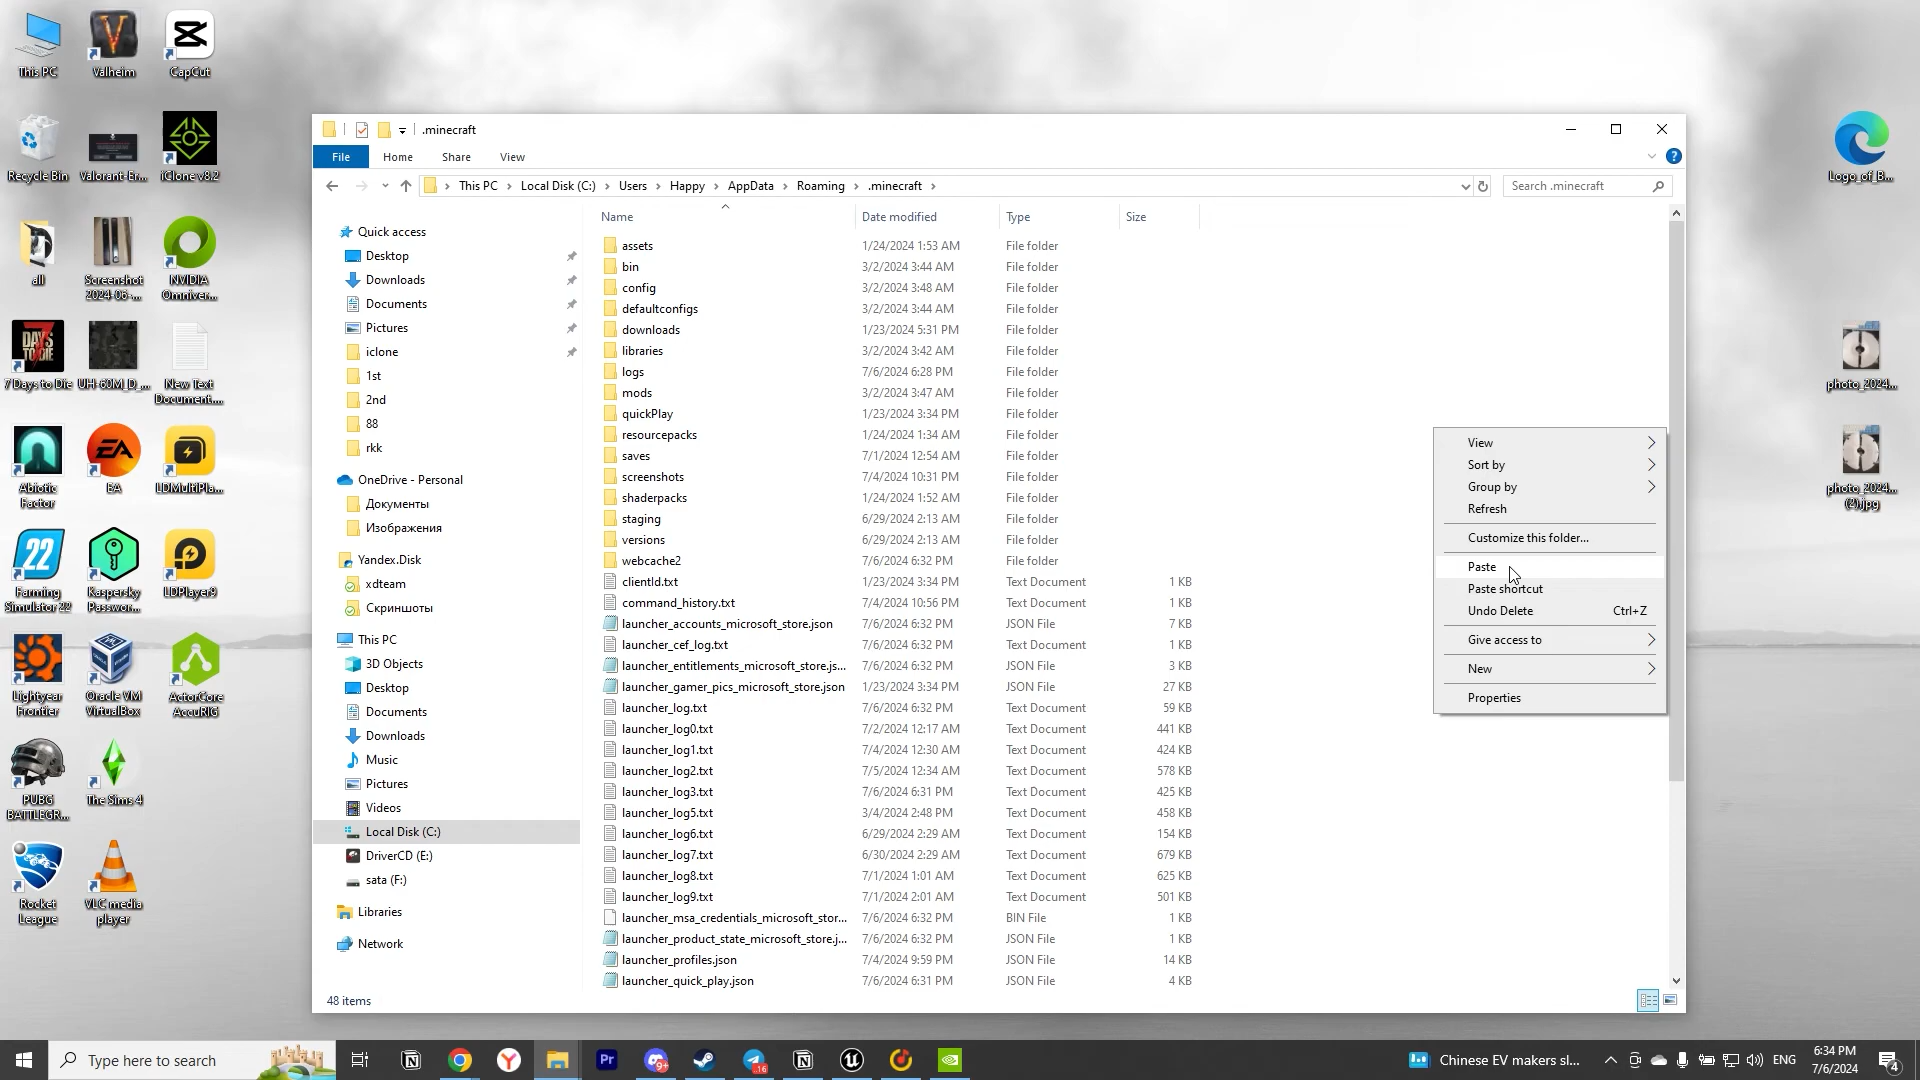 This PC
Valheim
CapCut
Recycle Bin
Valorant-Er...
iClone v8.2
all
Screenshot
2024-06-...
NVIDIA
Omniver...
7 Days to Die
UH-60M_D_...
New Text
Document....
Abiotic
Factor
EA
LDMultiPla...
22
Farming
Simulator 22
Kaspersky
Passwor...
LDPlayer9
Lightyear
Frontier
Oracle VM
VirtualBox
ActorCore
AccuRIG
PUBG
BATTLEGR...
The Sims 4
Rocket
League
VLC media
player
.minecraft
File
Home
Share
View
This PC
Local Disk (C:)
Users
Happy
AppData
Roaming
.minecraft
Search .minecraft
Quick access
Desktop
Downloads
Documents
Pictures
iclone
1st
2nd
88
rkk
OneDrive - Personal
Документы
Изображения
Yandex.Disk
xdteam
Скриншоты
This PC
3D Objects
Desktop
Documents
Downloads
Music
Pictures
Videos
Local Disk (C:)
DriverCD (E:)
sata (F:)
Libraries
Network
48 items
Name Date modified Type Size
assets 1/24/2024 1:53 AM File folder
bin 3/2/2024 3:44 AM File folder
config 3/2/2024 3:48 AM File folder
defaultconfigs 3/2/2024 3:44 AM File folder
downloads 1/23/2024 5:31 PM File folder
libraries 3/2/2024 3:42 AM File folder
logs 7/6/2024 6:28 PM File folder
mods 3/2/2024 3:47 AM File folder
quickPlay 1/23/2024 3:34 PM File folder
resourcepacks 1/24/2024 1:34 AM File folder
saves 7/1/2024 12:54 AM File folder
screenshots 7/4/2024 10:31 PM File folder
shaderpacks 1/24/2024 1:52 AM File folder
staging 6/29/2024 2:13 AM File folder
versions 6/29/2024 2:13 AM File folder
webcache2 7/6/2024 6:32 PM File folder
clientId.txt 1/23/2024 3:34 PM Text Document 1 KB
command_history.txt 7/4/2024 10:56 PM Text Document 1 KB
launcher_accounts_microsoft_store.json 7/6/2024 6:32 PM JSON File 7 KB
launcher_cef_log.txt 7/6/2024 6:32 PM Text Document 1 KB
launcher_entitlements_microsoft_store.js... 7/6/2024 6:32 PM JSON File 3 KB
launcher_gamer_pics_microsoft_store.json 1/23/2024 3:34 PM JSON File 27 KB
launcher_log.txt 7/6/2024 6:32 PM Text Document 59 KB
launcher_log0.txt 7/2/2024 12:17 AM Text Document 441 KB
launcher_log1.txt 7/4/2024 12:30 AM Text Document 424 KB
launcher_log2.txt 7/5/2024 12:34 AM Text Document 578 KB
launcher_log3.txt 7/6/2024 6:31 PM Text Document 425 KB
launcher_log5.txt 3/4/2024 2:48 PM Text Document 458 KB
launcher_log6.txt 6/29/2024 2:29 AM Text Document 154 KB
launcher_log7.txt 6/30/2024 2:29 AM Text Document 679 KB
launcher_log8.txt 7/1/2024 1:01 AM Text Document 625 KB
launcher_log9.txt 7/1/2024 2:01 AM Text Document 501 KB
launcher_msa_credentials_microsoft_stor... 7/6/2024 6:32 PM BIN File 1 KB
launcher_product_state_microsoft_store.j... 7/6/2024 6:32 PM JSON File 1 KB
launcher_profiles.json 7/4/2024 9:59 PM JSON File 14 KB
launcher_quick_play.json 7/6/2024 6:31 PM JSON File 4 KB
View
Sort by
Group by
Refresh
Customize this folder...
Paste
Paste shortcut
Undo Delete Ctrl+Z
Give access to
New
Properties
Logo_of_B...
photo_2024...
photo_2024...
(2).jpg
Type here to search
Pr
9+
16
Chinese EV makers sl...
ENG
6:34 PM
7/6/2024
4